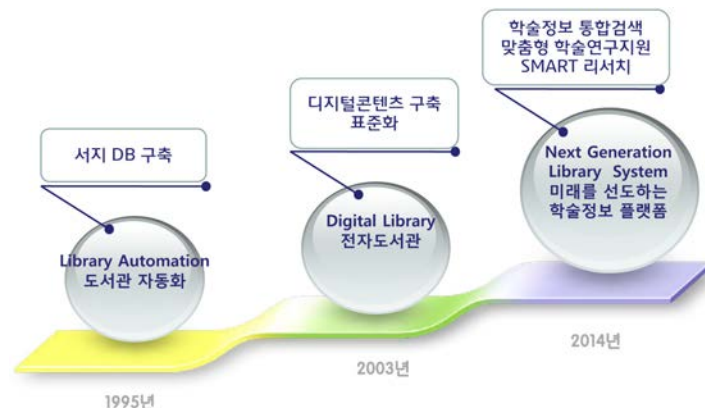 서지 DB 구축
Library Automation
도서관 자동화
1995년
디지털콘텐츠 구축
표준화
Digital Library
전자도서관
2003년
학술정보 통합검색
맞춤형 학술연구지원
SMART 리서치
Next Generation
Library System
미래를 선도하는
학술정보 플랫폼
2014년